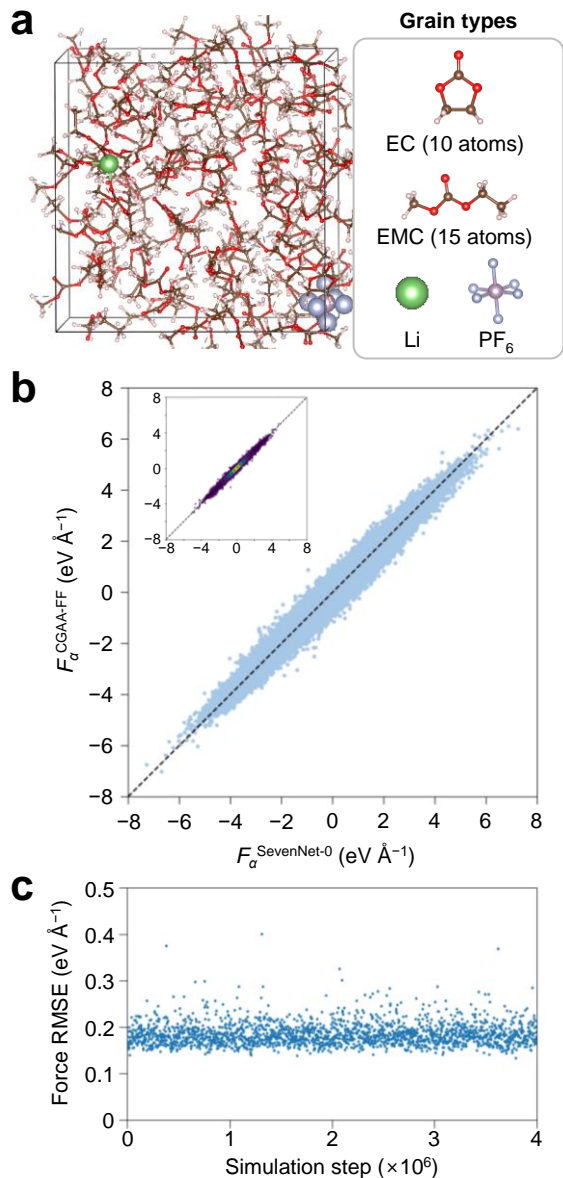 a
Grain types
EC (10 atoms)
EMC (15 atoms)
Li
PF₆
b
8
6
4
2
0
−2
−4
−6
−8
F_α^CGAA-FF (eV Å⁻¹)
8
4
0
−4
−8
−8 −4 0 4 8
−8 −6 −4 −2 0 2 4 6 8
F_α^SevenNet-0 (eV Å⁻¹)
c
0.5
0.4
0.3
0.2
0.1
0
Force RMSE (eV Å⁻¹)
0 1 2 3 4
Simulation step (×10⁶)